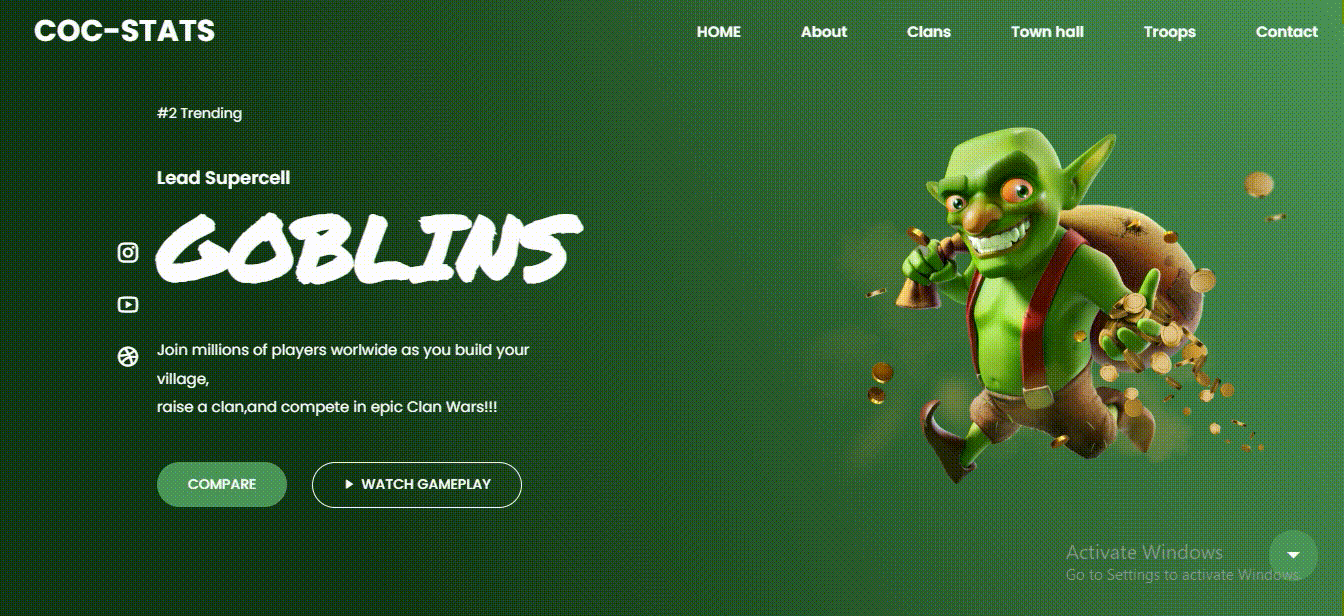 COC-STATS
HOME About Clans Town hall Troops Contact
#2 Trending
Lead Supercell
GOBLINS
Join millions of players worlwide as you build your
village,
raise a clan,and compete in epic Clan Wars!!!
COMPARE
WATCH GAMEPLAY
Activate Windows
Go to Settings to activate Windows.